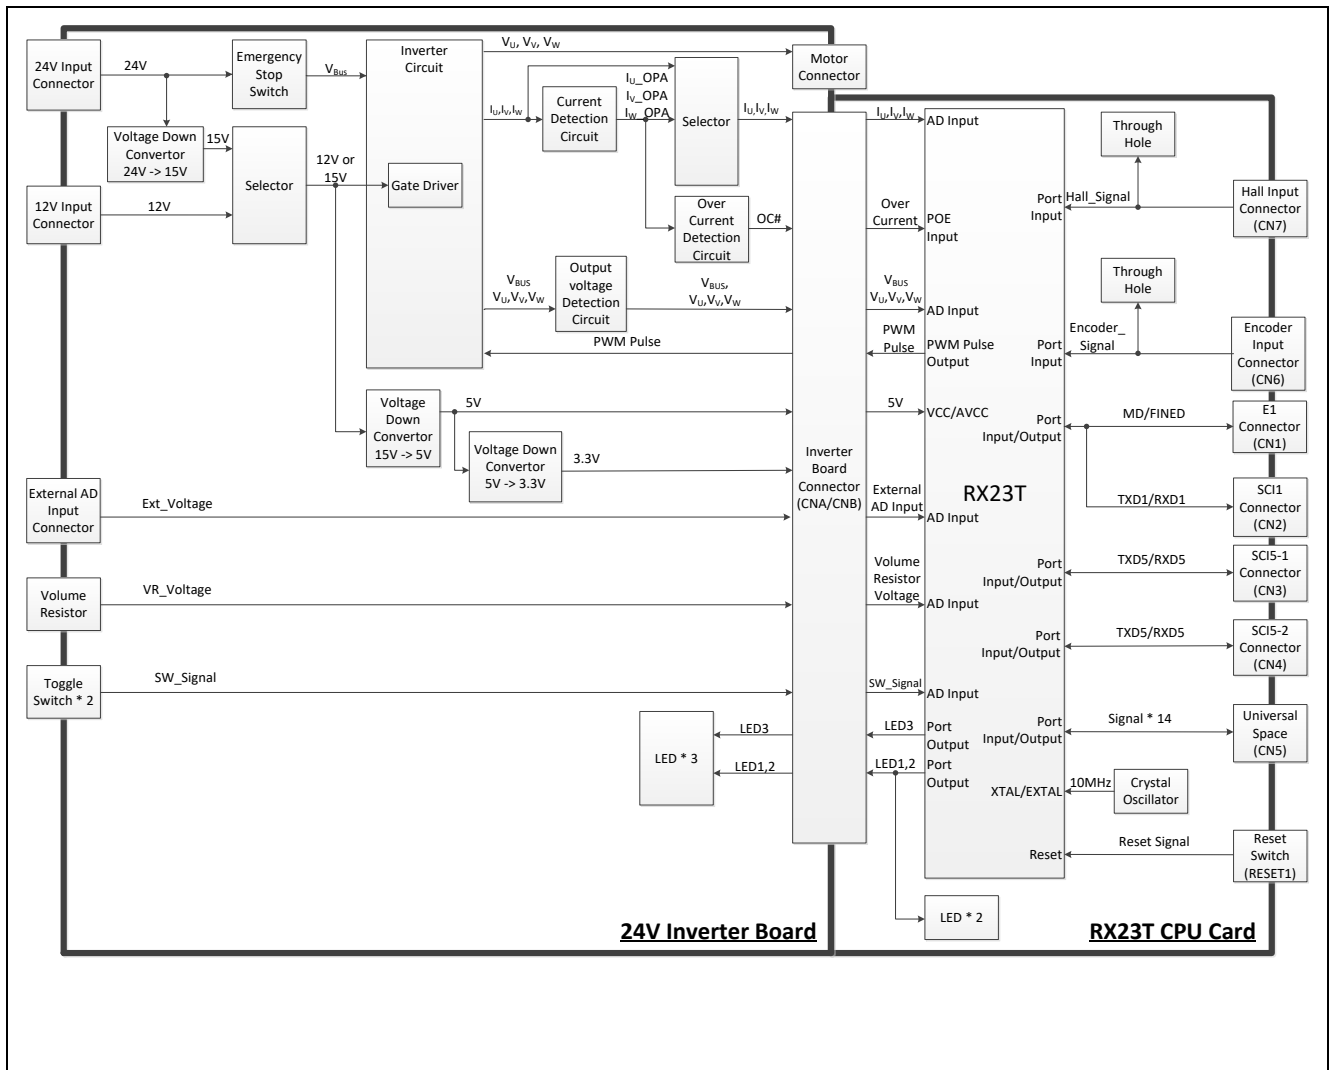 24V Input
Connector
24V
Emergency
Stop
Switch
VBus
Inverter
Circuit
VU, VV, VW
Motor
Connector
Voltage Down
Convertor
24V -> 15V
15V
12V Input
Connector
12V
Selector
12V or
15V
Gate Driver
IU,IV,IW
Current
Detection
Circuit
IU_OPA
IV_OPA
IW_OPA
Selector
IU,IV,IW
Over
Current
Detection
Circuit
OC#
VBUS
VU,VV,VW
Output
voltage
Detection
Circuit
VBUS,
VU,VV,VW
PWM Pulse
Voltage
Down
Convertor
15V -> 5V
5V
Voltage Down
Convertor
5V -> 3.3V
3.3V
External AD
Input
Connector
Ext_Voltage
Volume
Resistor
VR_Voltage
Toggle
Switch * 2
SW_Signal
LED * 3
LED3
LED1,2
Inverter
Board
Connector
(CNA/CNB)
24V Inverter Board
IU,IV,IW
AD Input
Over
Current
POE
Input
VBUS
VU,VV,VW
AD Input
PWM
Pulse
PWM Pulse
Output
5V
VCC/AVCC
External
AD Input
AD Input
Volume
Resistor
Voltage
AD Input
SW_Signal
AD Input
LED3
Port
Output
LED1,2
Port
Output
LED * 2
RX23T
Through
Hole
Port
Input
Hall_Signal
Hall Input
Connector
(CN7)
Through
Hole
Port
Input
Encoder_
Signal
Encoder
Input
Connector
(CN6)
Port
Input/Output
MD/FINED
E1
Connector
(CN1)
TXD1/RXD1
SCI1
Connector
(CN2)
Port
Input/Output
TXD5/RXD5
SCI5-1
Connector
(CN3)
Port
Input/Output
TXD5/RXD5
SCI5-2
Connector
(CN4)
Port
Input/Output
Signal * 14
Universal
Space
(CN5)
XTAL/EXTAL
10MHz
Crystal
Oscillator
Reset
Reset Signal
Reset
Switch
(RESET1)
RX23T CPU Card